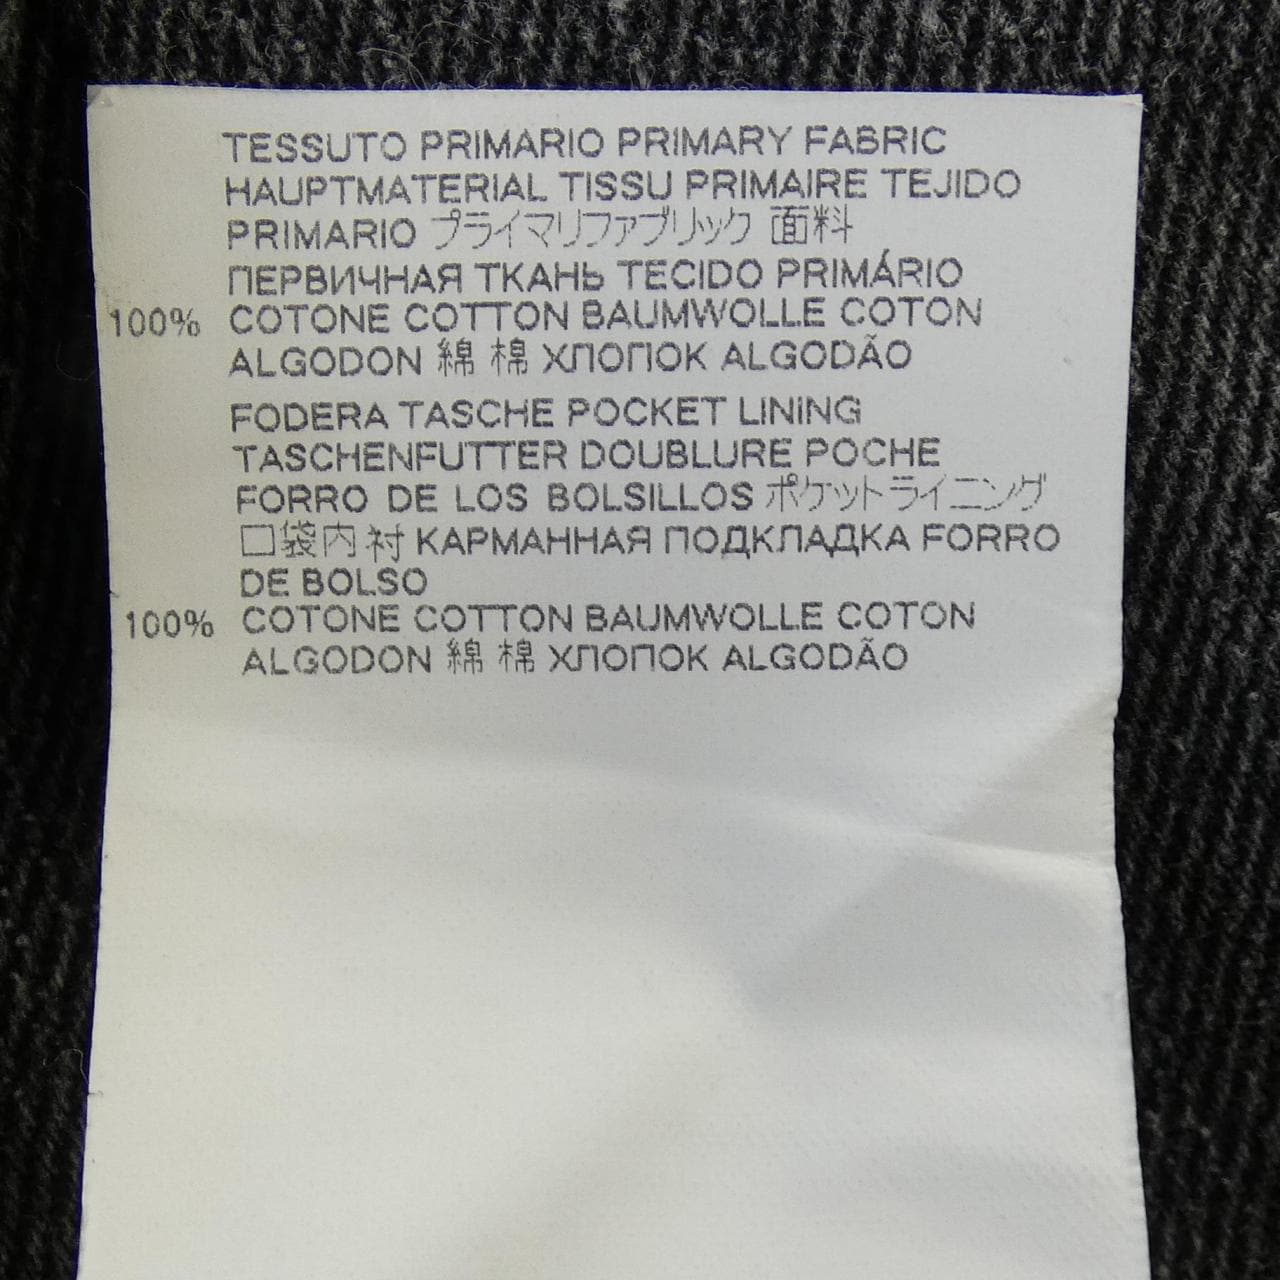 TESSUTO PRIMARIO PRIMARY FABRIC
HAUPTMATERIAL TISSU PRIMAIRE TEJIDO
PRIMARIO プライマリファブリック 面料
ПЕРВИЧНАЯ ТКАНЬ TECIDO PRIMÁRIO
100% COTONE COTTON BAUMWOLLE COTON
ALGODON 綿 棉 ХЛОПОК ALGODÃO
FODERA TASCHE POCKET LINING
TASCHENFUTTER DOUBLURE POCHE
FORRO DE LOS BOLSILLOS ポケットライニング
口袋内衬 КАРМАННАЯ ПОДКЛАДКА FORRO
DE BOLSO
100% COTONE COTTON BAUMWOLLE COTON
ALGODON 綿 棉 ХЛОПОК ALGODÃO